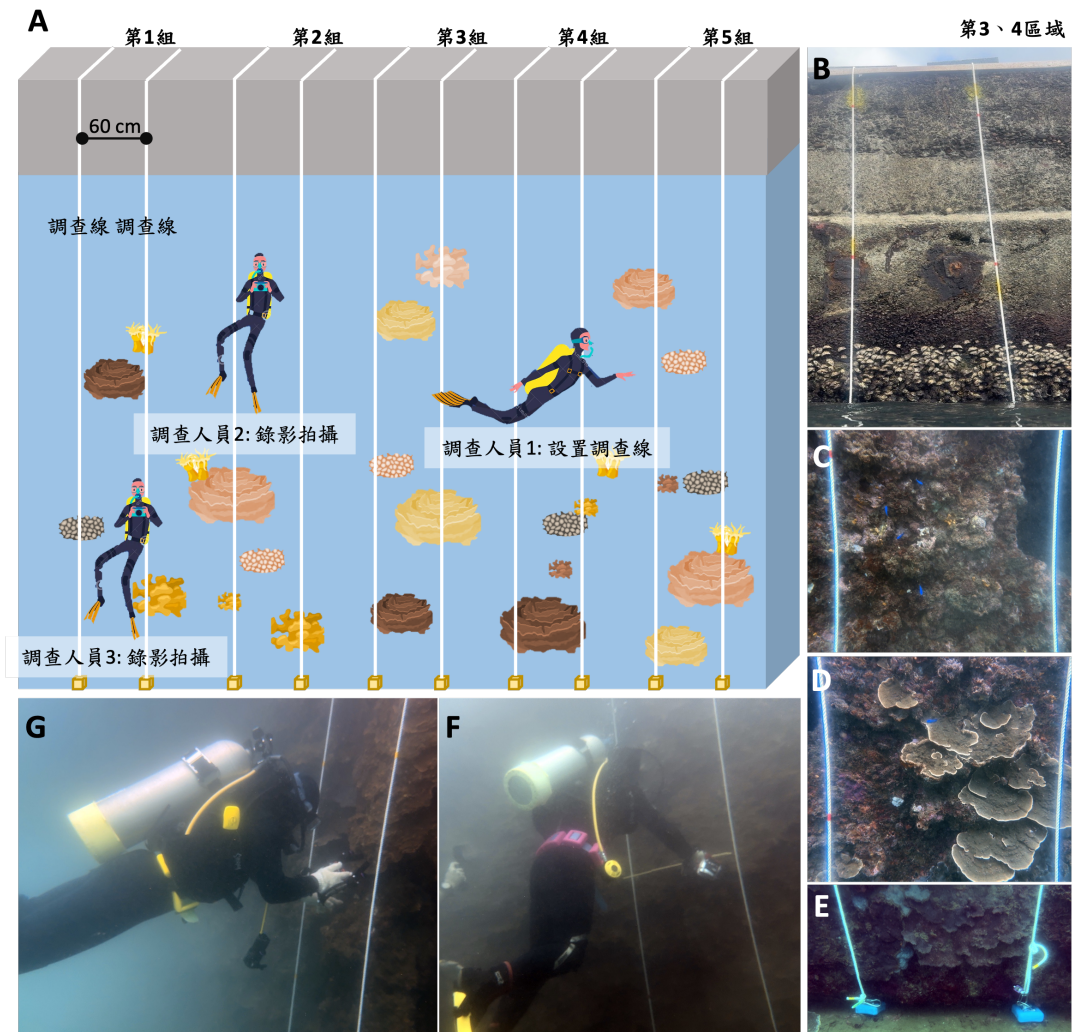 A
第1組
第2組
第3組
第4組
第5組
第3、4區域
60 cm
調查線 調查線
調查人員2: 錄影拍攝
調查人員1: 設置調查線
調查人員3: 錄影拍攝
B
C
D
E
G
F